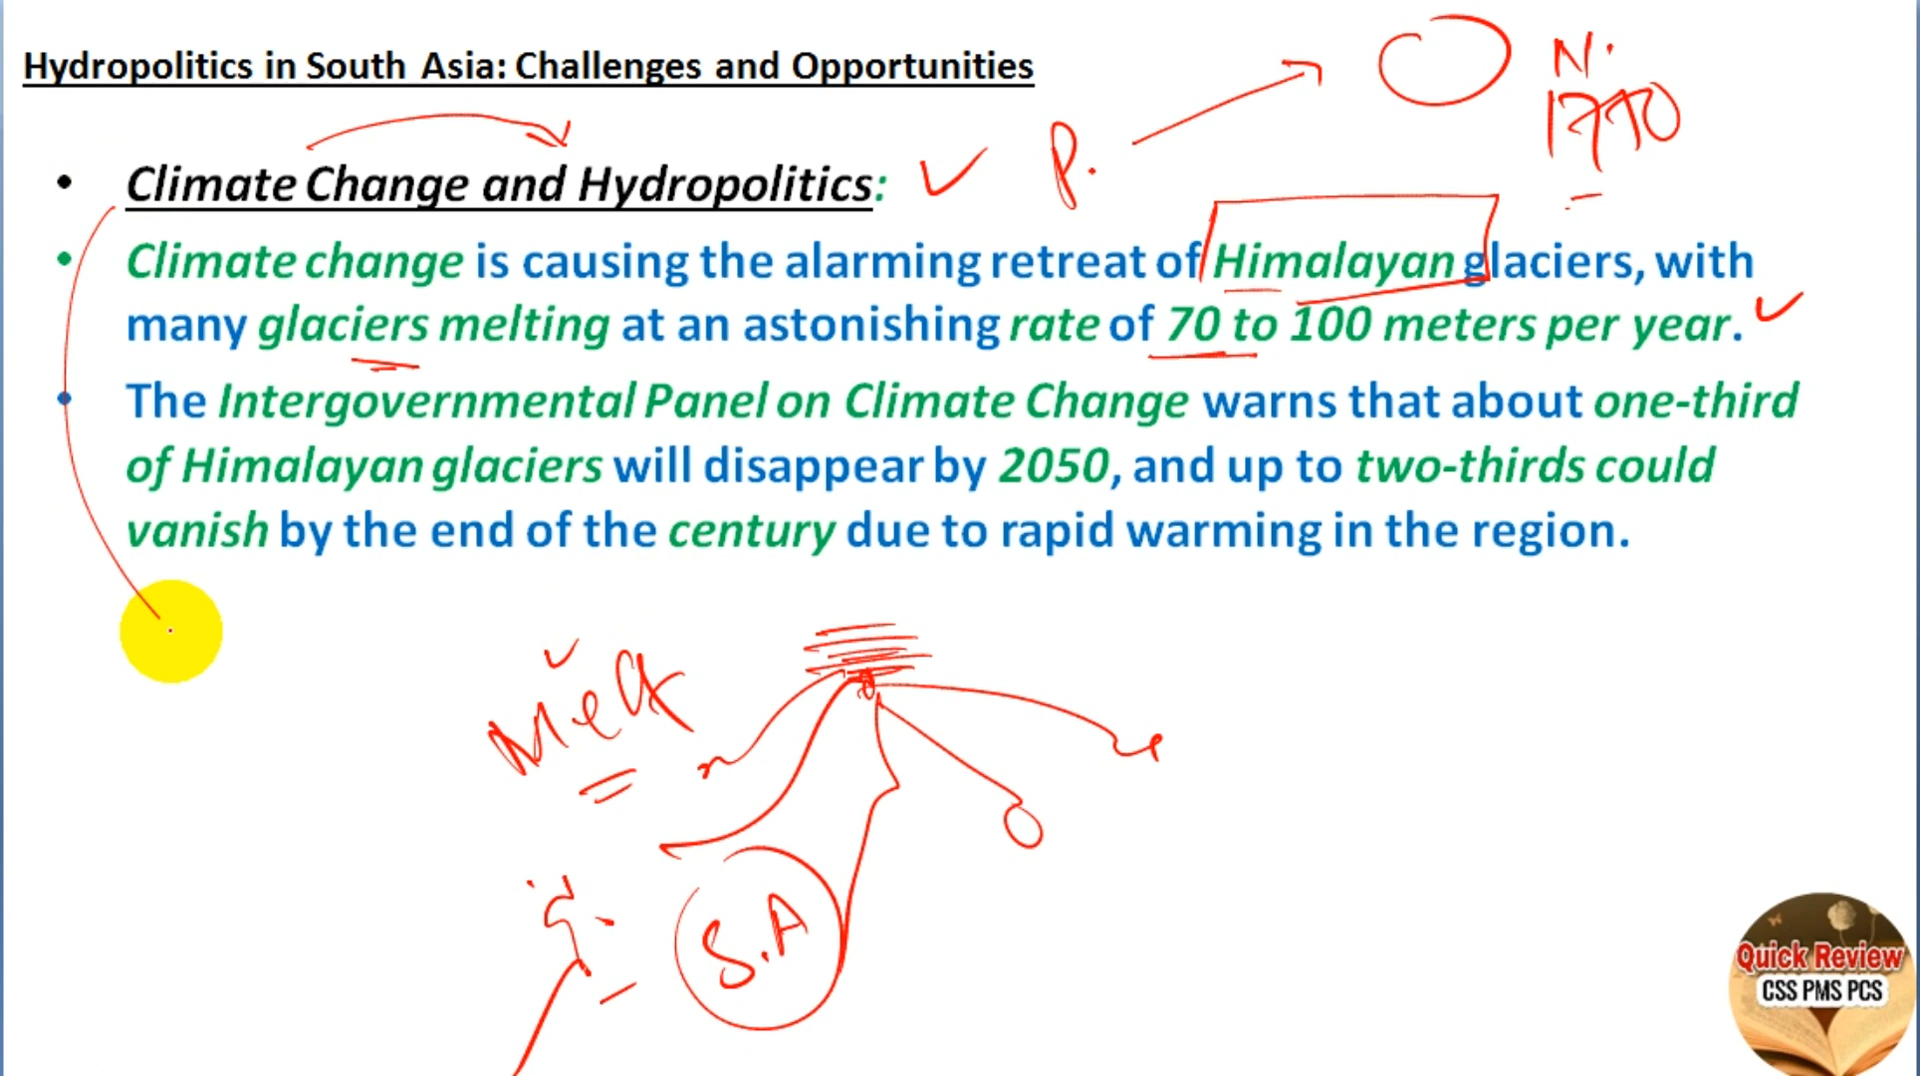 Hydropolitics in South Asia: Challenges and Opportunities
N.
P.
• Climate Change and Hydropolitics:
• Climate change is causing the alarming retreat of Himalayan glaciers, with
many glaciers melting at an astonishing rate of 70 to 100 meters per year.
• The Intergovernmental Panel on Climate Change warns that about one-third
of Himalayan glaciers will disappear by 2050, and up to two-thirds could
vanish by the end of the century due to rapid warming in the region.
Melt
S.A
Quick Review
CSS PMS PCS